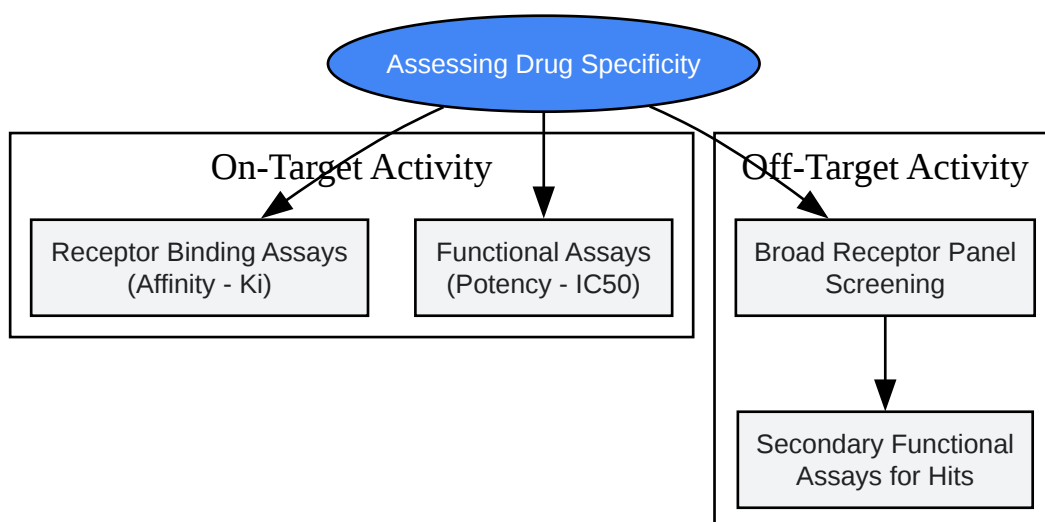 Assessing Drug Specificity
On-Target Activity
Off-Target Activity
Receptor Binding Assays
(Affinity - Ki)
Functional Assays
(Potency - IC50)
Broad Receptor Panel
Screening
Secondary Functional
Assays for Hits